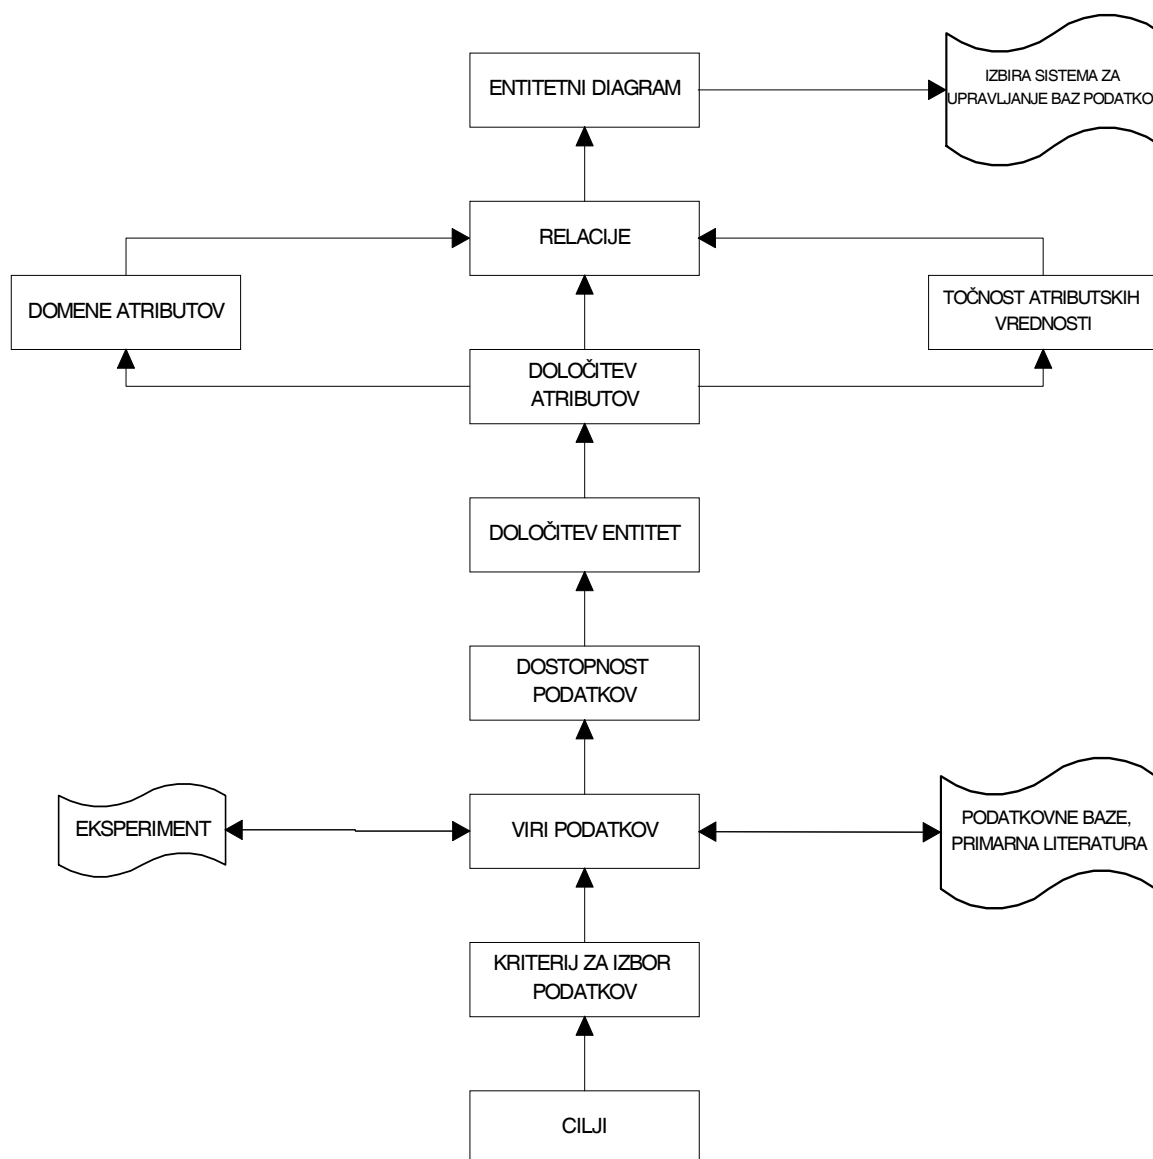 IZBIRA SISTEMA ZA
UPRAVLJANJE BAZ PODATKO
ENTITETNI DIAGRAM
RELACIJE
DOMENE ATRIBUTOV
TOČNOST ATRIBUTSKIH
VREDNOSTI
DOLOČITEV
ATRIBUTOV
DOLOČITEV ENTITET
DOSTOPNOST
PODATKOV
EKSPERIMENT
VIRI PODATKOV
PODATKOVNE BAZE,
PRIMARNA LITERATURA
KRITERIJ ZA IZBOR
PODATKOV
CILJI